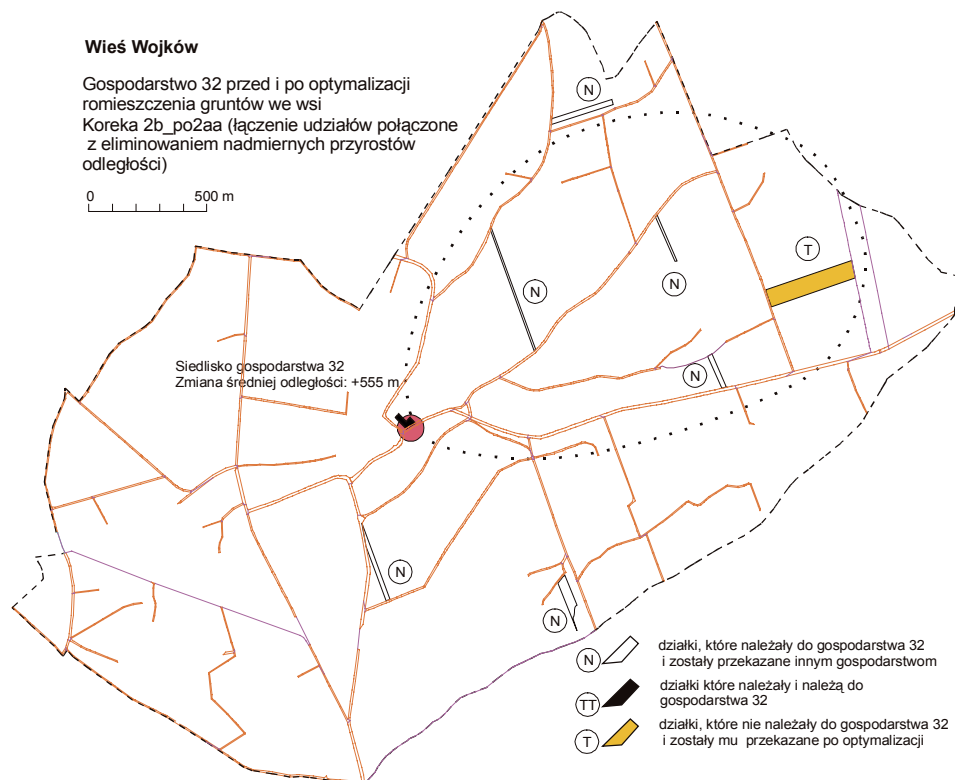 Wieś Wojków
Gospodarstwo 32 przed i po optymalizacji
romieszczenia gruntów we wsi
Koreka 2b_po2aa (łączenie udziałów połączone
z eliminowaniem nadmiernych przyrostów
odległości)
0 500 m
N
T
N
N
Siedlisko gospodarstwa 32
Zmiana średniej odległości: +555 m
N
N
N
N działki, które należały do gospodarstwa 32
i zostały przekazane innym gospodarstwom
TT działki które należały i należą do
gospodarstwa 32
T działki, które nie należały do gospodarstwa 32
i zostały mu przekazane po optymalizacji